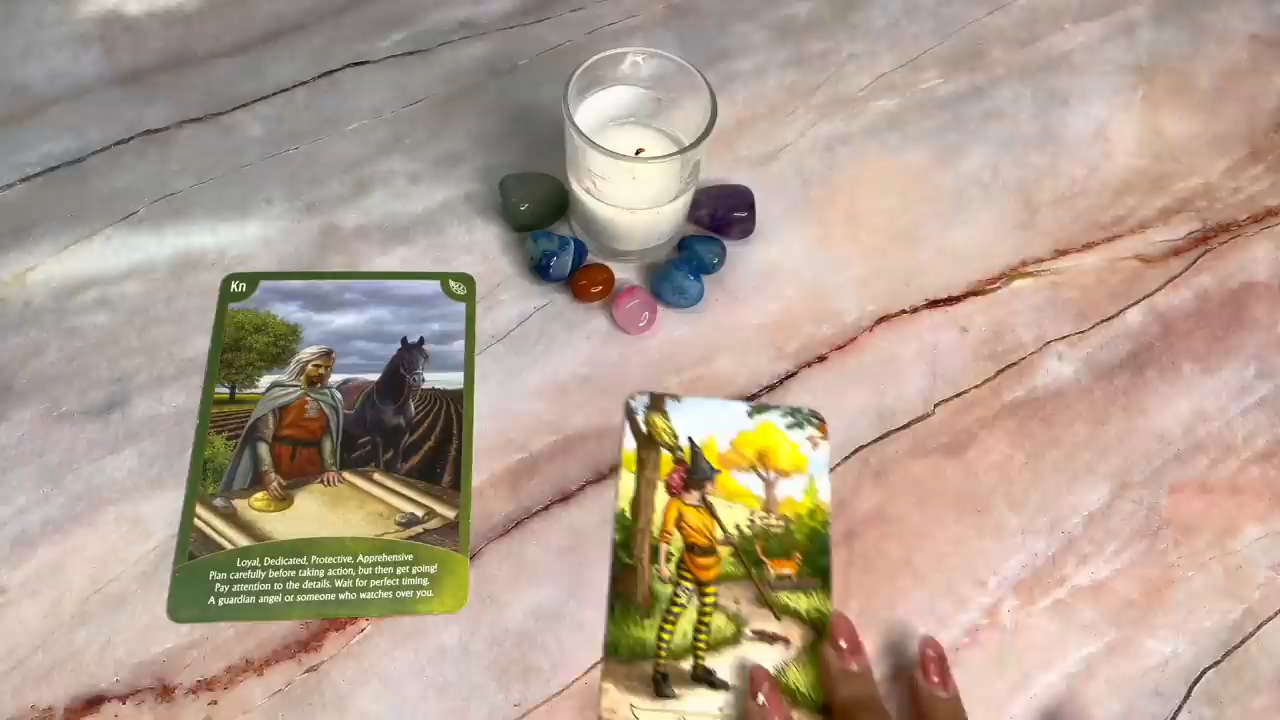 Kn
Loyal, Dedicated, Protective, Apprehensive
Plan carefully before taking action, but then get going!
Pay attention to the details. Wait for perfect timing.
A guardian angel or someone who watches over you.